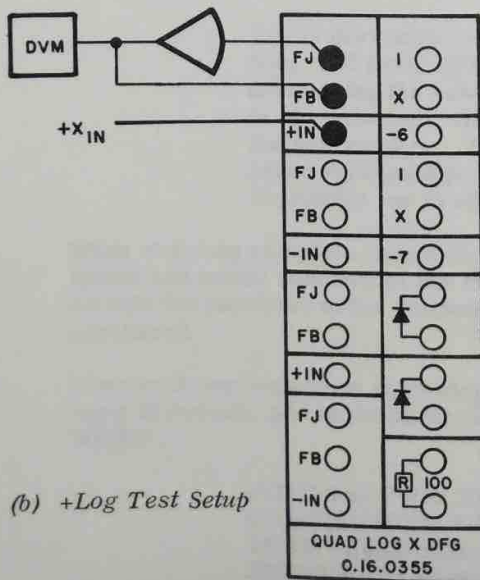 DVM
FJ I
FB X
+X IN
+IN -6
FJ I
FB X
-IN -7
FJ
FB
+IN
FJ
FB R 100
-IN
(b) +Log Test Setup
QUAD LOG X DFG
0.16.0355